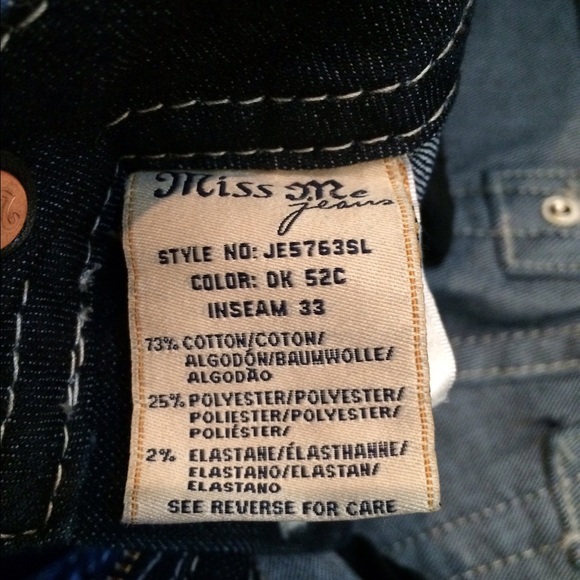 Miss Me
jeans
STYLE NO: JE5763SL
COLOR: DK 52C
INSEAM 33
73% COTTON/COTON/
ALGODÓN/BAUMWOLLE/
ALGODÃO
25% POLYESTER/POLYESTER/
POLIESTER/POLYESTER/
POLIÉSTER/
2% ELASTANE/ÉLASTHANNE/
ELASTANO/ELASTAN/
ELASTANO
SEE REVERSE FOR CARE